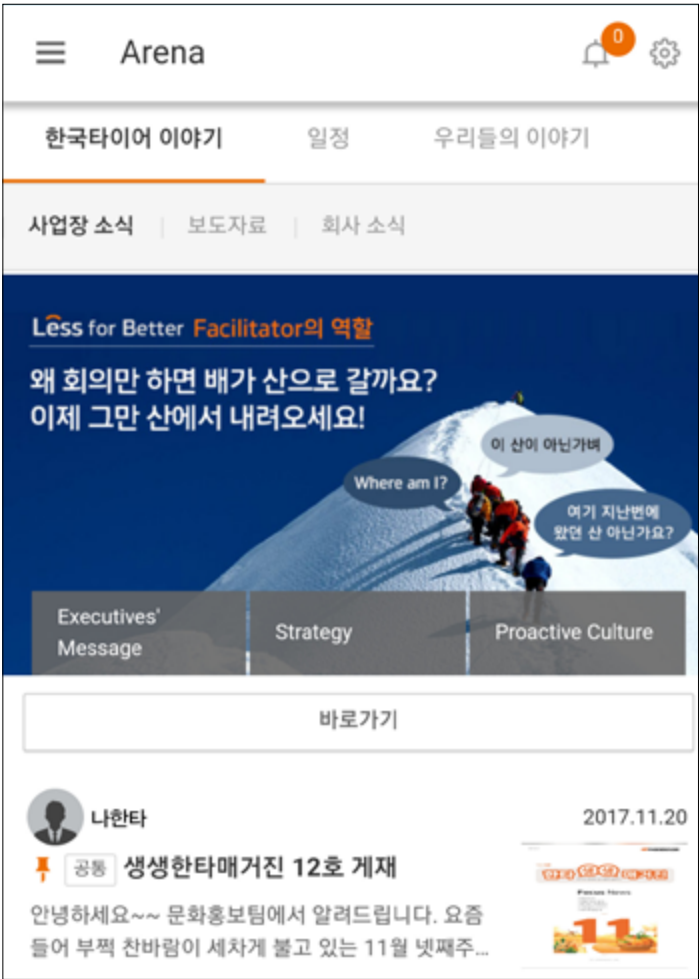 Arena
0
한국타이어 이야기
일정
우리들의 이야기
사업장 소식
보도자료
회사 소식
Less for Better Facilitator의 역할
왜 회의만 하면 배가 산으로 갈까요?
이제 그만 산에서 내려오세요!
이 산이 아닌가벼
Where am I?
여기 지난번에
왔던 산 아닌가요?
Executives'
Message
Strategy
Proactive Culture
바로가기
나한타
2017.11.20
공통 생생한타매거진 12호 게재
안녕하세요~~ 문화홍보팀에서 알려드립니다. 요즘
들어 부쩍 찬바람이 세차게 불고 있는 11월 넷째주...
Focus News
11